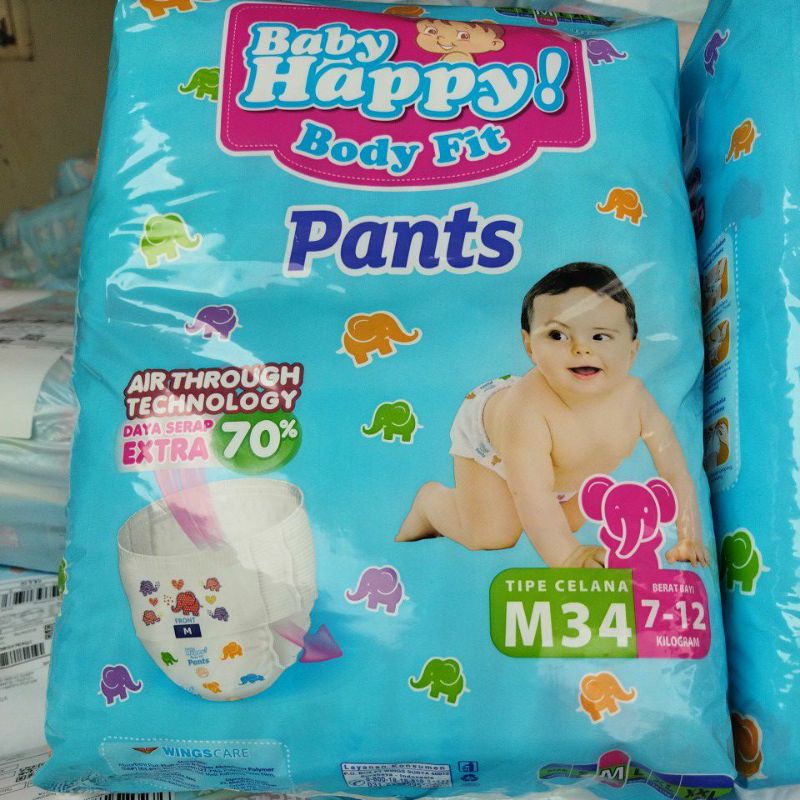 Baby
Happy!
Body Fit
Pants
AIR THROUGH
TECHNOLOGY
DAYA SERAP
EXTRA 70%
FRONT
M
Pants
TIPE CELANA
M34
BERAT BAYI
7-12
KILOGRAM
WINGSCARE
Layanan Konsumen
M
XXL